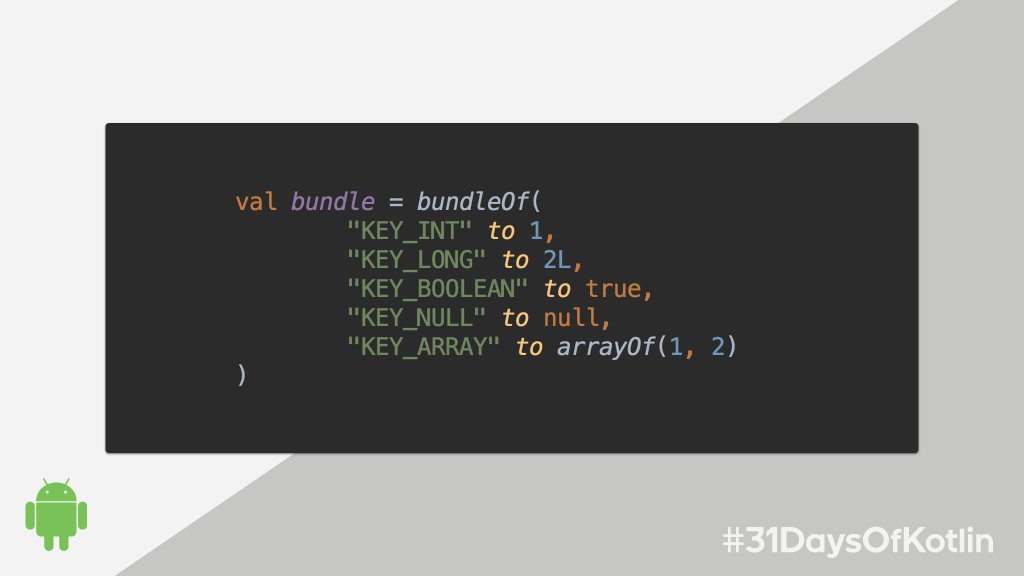 val bundle = bundleOf(
"KEY_INT" to 1,
"KEY_LONG" to 2L,
"KEY_BOOLEAN" to true,
"KEY_NULL" to null,
"KEY_ARRAY" to arrayOf(1, 2)
)
#31DaysOfKotlin